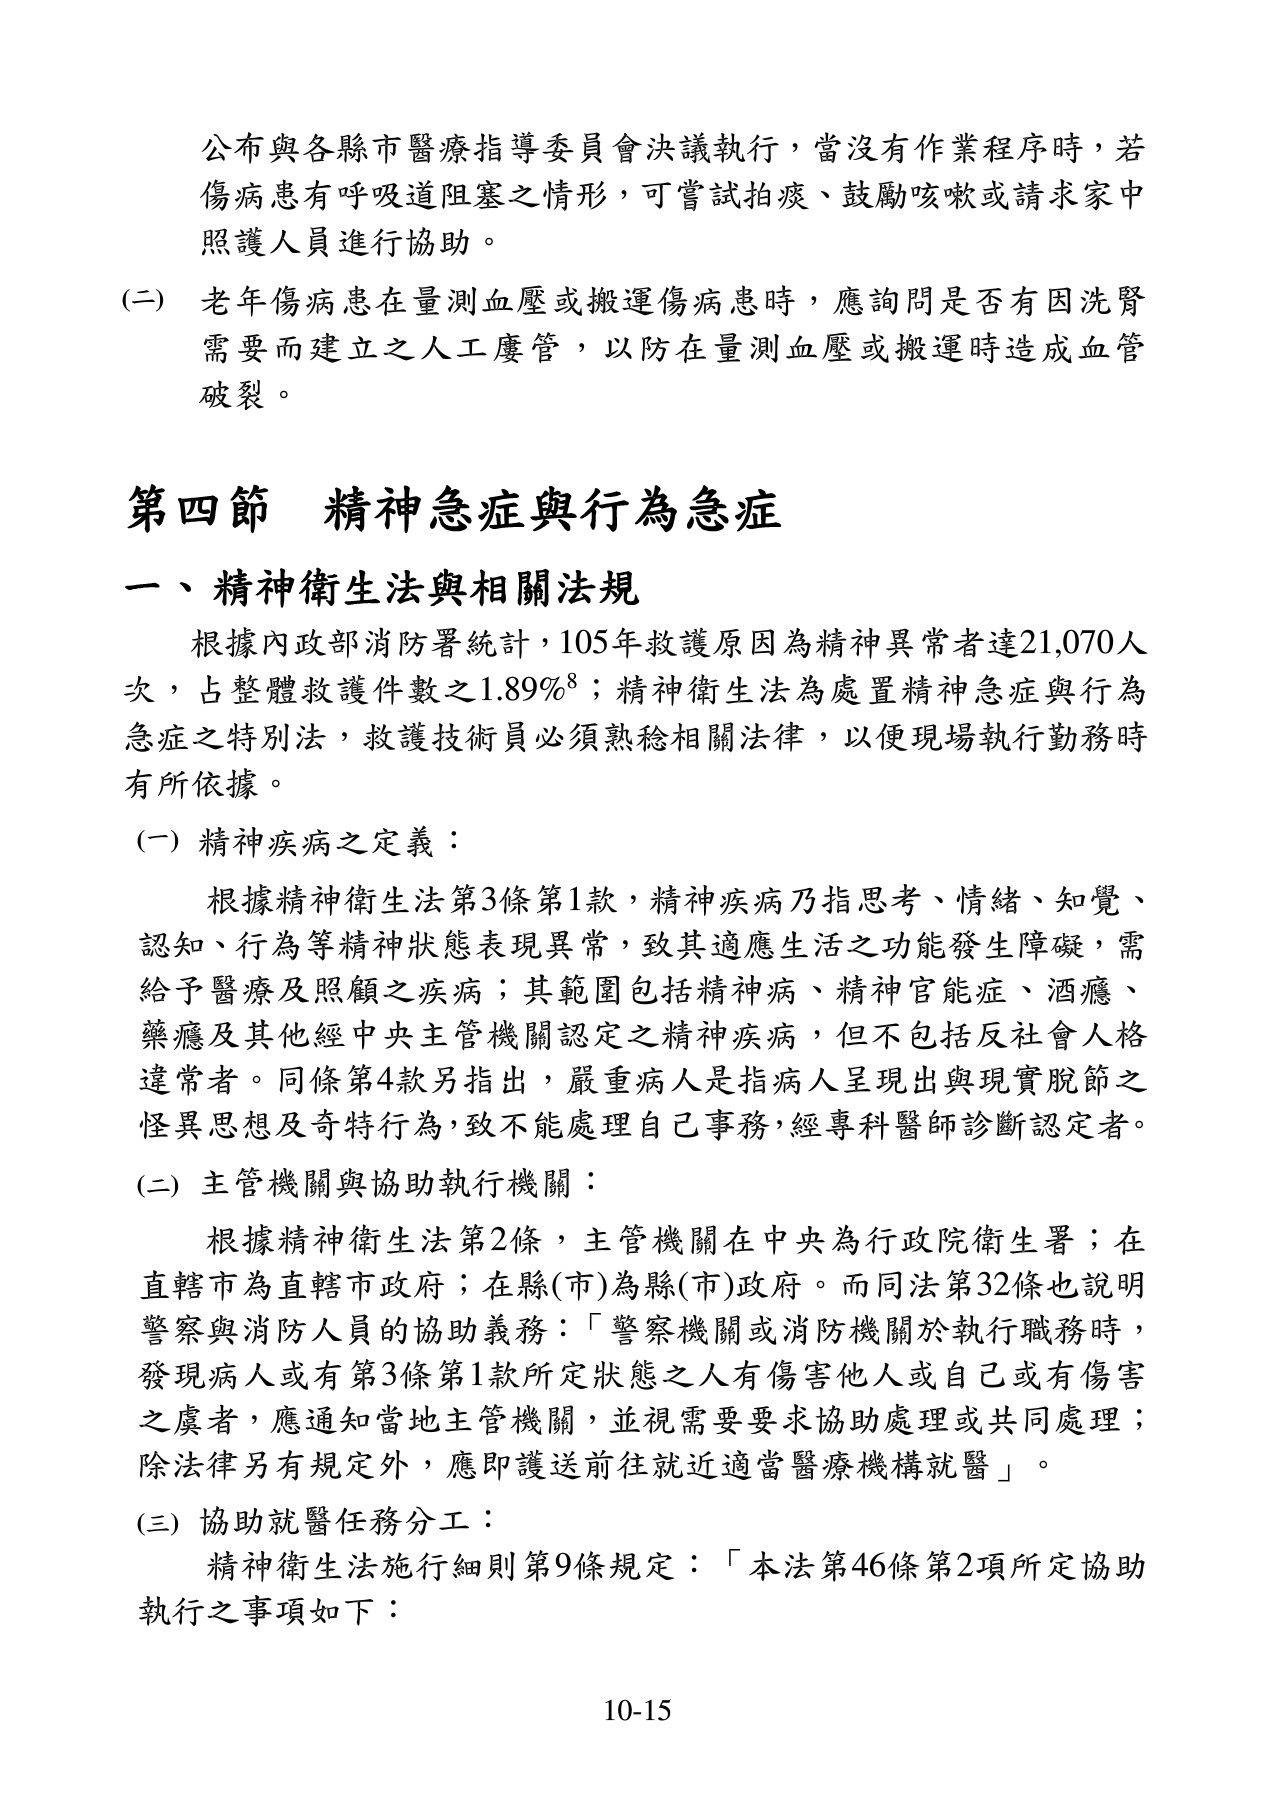 公布與各縣市醫療指導委員會決議執行，當沒有作業程序時，若
傷病患有呼吸道阻塞之情形，可嘗試拍痰、鼓勵咳嗽或請求家中
照護人員進行協助。
(二) 老年傷病患在量測血壓或搬運傷病患時，應詢問是否有因洗腎
需要而建立之人工廔管，以防在量測血壓或搬運時造成血管
破裂。
第四節　精神急症與行為急症
一、精神衛生法與相關法規
根據內政部消防署統計，105年救護原因為精神異常者達21,070人
次，占整體救護件數之1.89%⁸；精神衛生法為處置精神急症與行為
急症之特別法，救護技術員必須熟稔相關法律，以便現場執行勤務時
有所依據。
(一) 精神疾病之定義：
根據精神衛生法第3條第1款，精神疾病乃指思考、情緒、知覺、
認知、行為等精神狀態表現異常，致其適應生活之功能發生障礙，需
給予醫療及照顧之疾病；其範圍包括精神病、精神官能症、酒癮、
藥癮及其他經中央主管機關認定之精神疾病，但不包括反社會人格
違常者。同條第4款另指出，嚴重病人是指病人呈現出與現實脫節之
怪異思想及奇特行為，致不能處理自己事務，經專科醫師診斷認定者。
(二) 主管機關與協助執行機關：
根據精神衛生法第2條，主管機關在中央為行政院衛生署；在
直轄市為直轄市政府；在縣(市)為縣(市)政府。而同法第32條也說明
警察與消防人員的協助義務：「警察機關或消防機關於執行職務時，
發現病人或有第3條第1款所定狀態之人有傷害他人或自己或有傷害
之虞者，應通知當地主管機關，並視需要要求協助處理或共同處理；
除法律另有規定外，應即護送前往就近適當醫療機構就醫」。
(三) 協助就醫任務分工：
精神衛生法施行細則第9條規定：「本法第46條第2項所定協助
執行之事項如下：
10-15